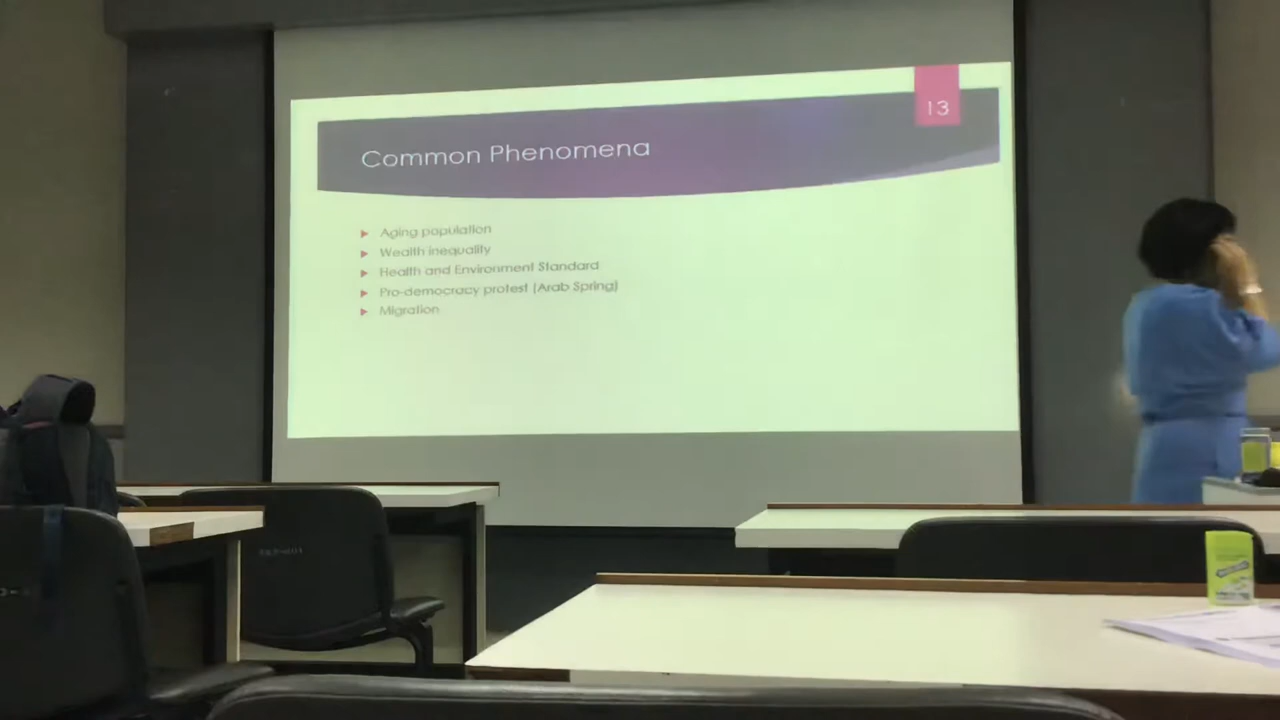 13
Common Phenomena
Aging population
Wealth inequality
Health and Environment Standard
Pro-democracy protest (Arab Spring)
Migration